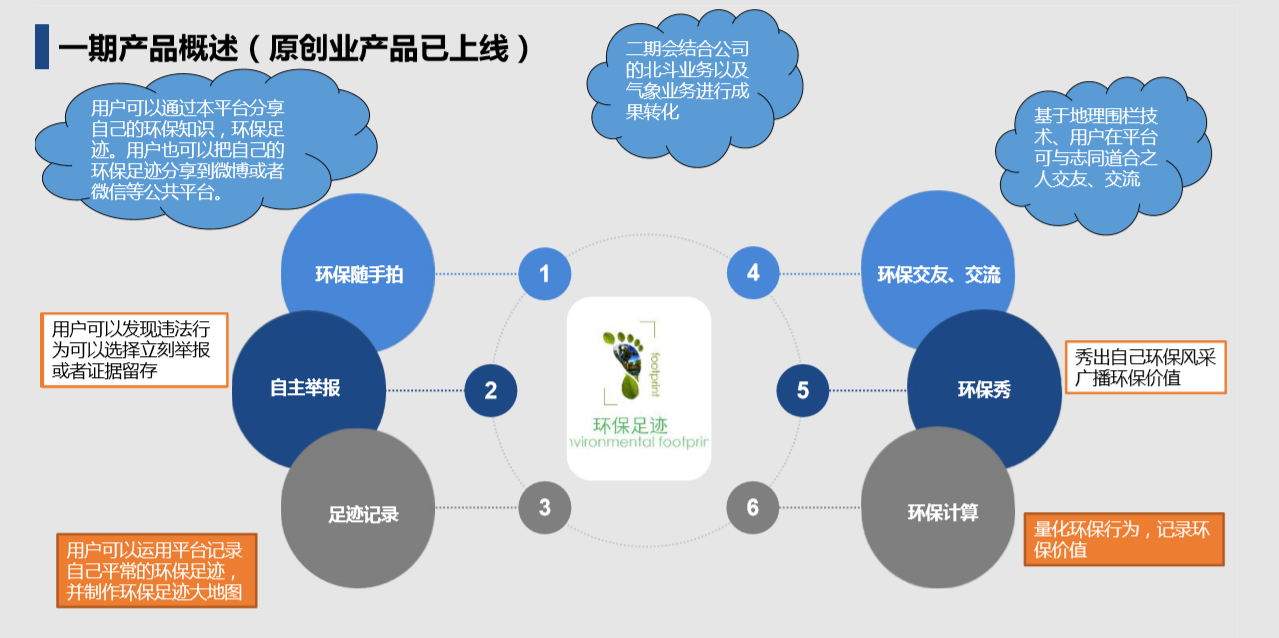 一期产品概述（原创业产品已上线）
用户可以通过本平台分享
自己的环保知识，环保足
迹。用户也可以把自己的
环保足迹分享到微博或者
微信等公共平台。
二期会结合公司
的北斗业务以及
气象业务进行成
果转化
基于地理围栏技
术、用户在平台
可与志同道合之
人交友、交流
环保随手拍
1
4
环保交友、交流
用户可以发现违法行
为可以选择立刻举报
或者证据留存
自主举报
2
footprint
环保足迹
nvironmental footprin
5
环保秀
秀出自己环保风采
广播环保价值
足迹记录
3
6
环保计算
用户可以运用平台记录
自己平常的环保足迹，
并制作环保足迹大地图
量化环保行为，记录环
保价值